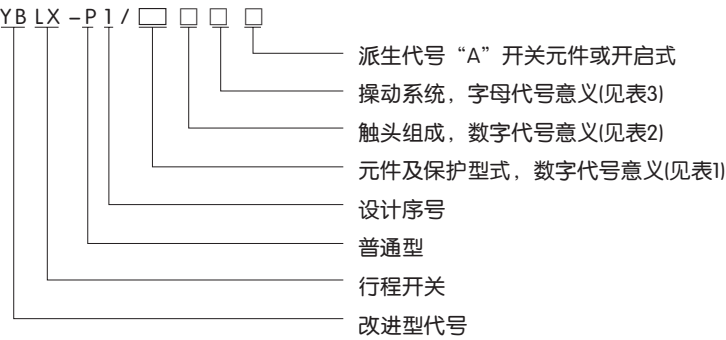 YBLX-P1/□□□□
派生代号“A”开关元件或开启式
操动系统，字母代号意义(见表3)
触头组成，数字代号意义(见表2)
元件及保护型式，数字代号意义(见表1)
设计序号
普通型
行程开关
改进型代号